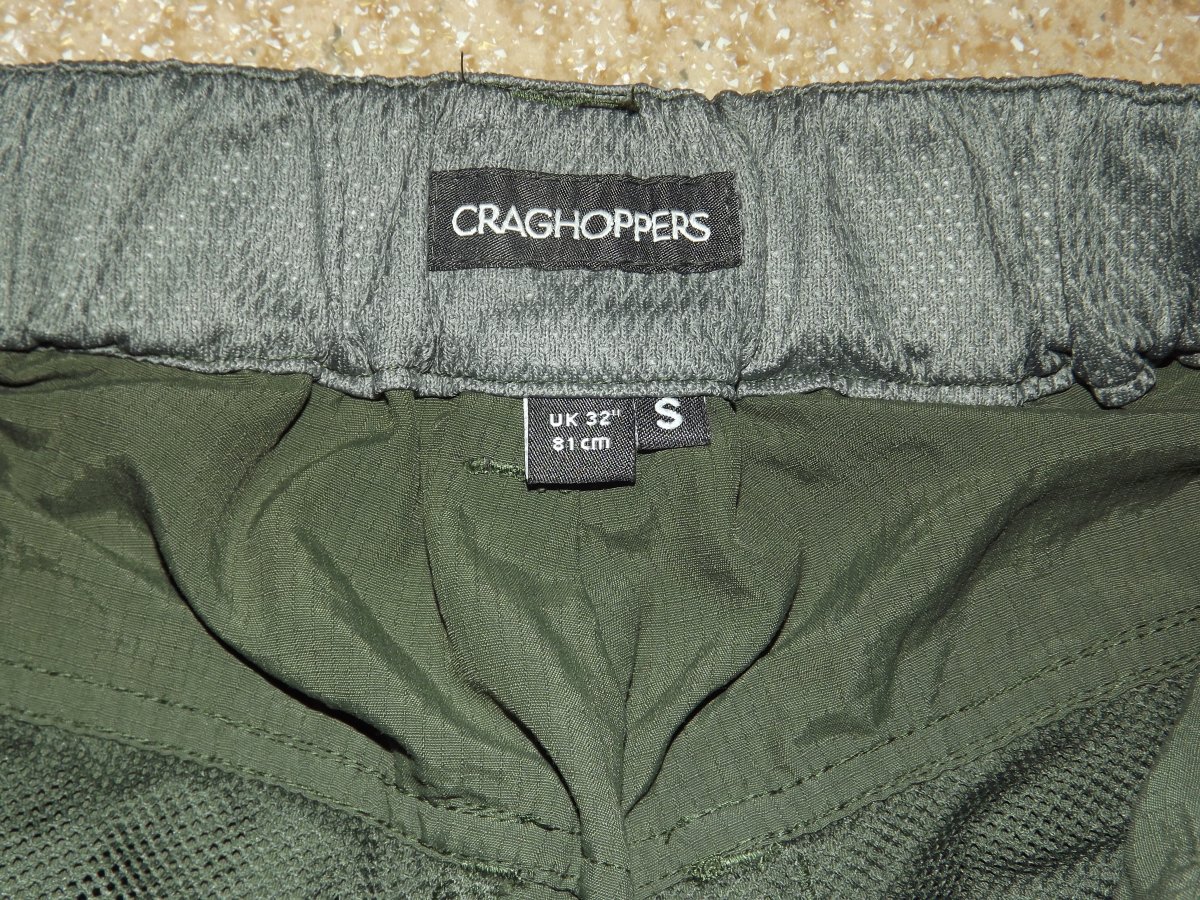 CRAGHOPPERS
UK 32" S
81cm